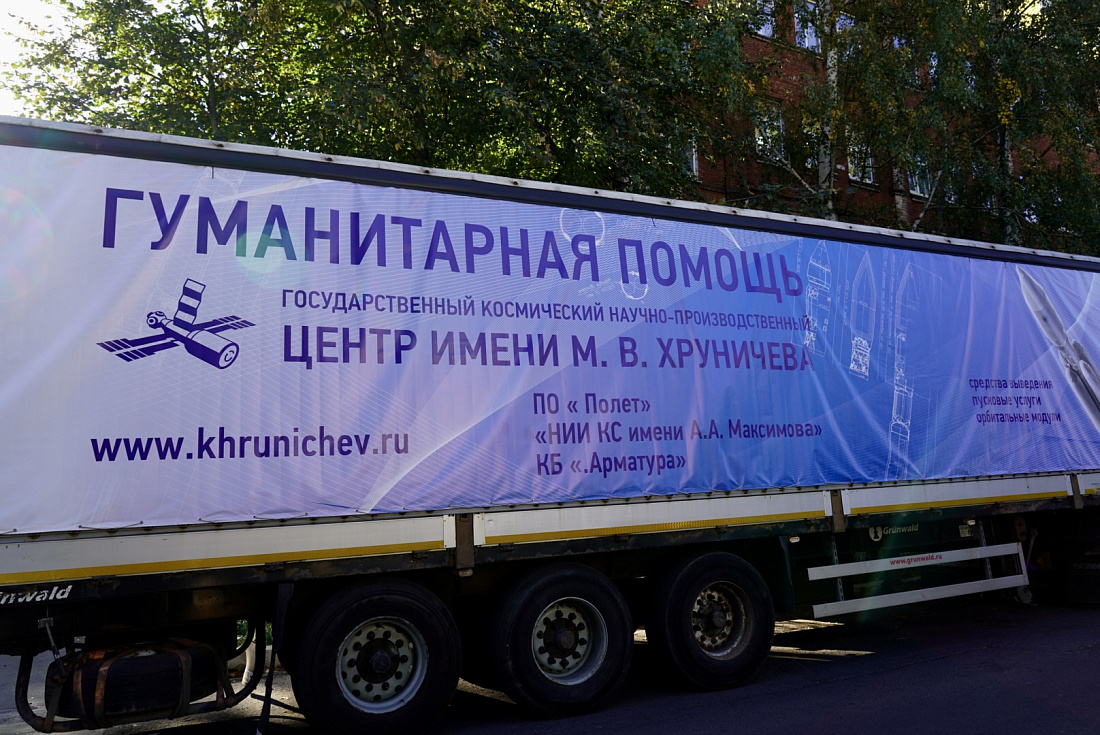 ГУМАНИТАРНАЯ ПОМОЩЬ
ГОСУДАРСТВЕННЫЙ КОСМИЧЕСКИЙ НАУЧНО-ПРОИЗВОДСТВЕННЫЙ
ЦЕНТР ИМЕНИ М. В. ХРУНИЧЕВА
www.khrunichev.ru
ПО « Полет»
«НИИ КС имени А.А. Максимова»
КБ «.Арматура»
средства выведения
пусковые услуги
орбитальные модули
Grünwald
www.grunwald.ru